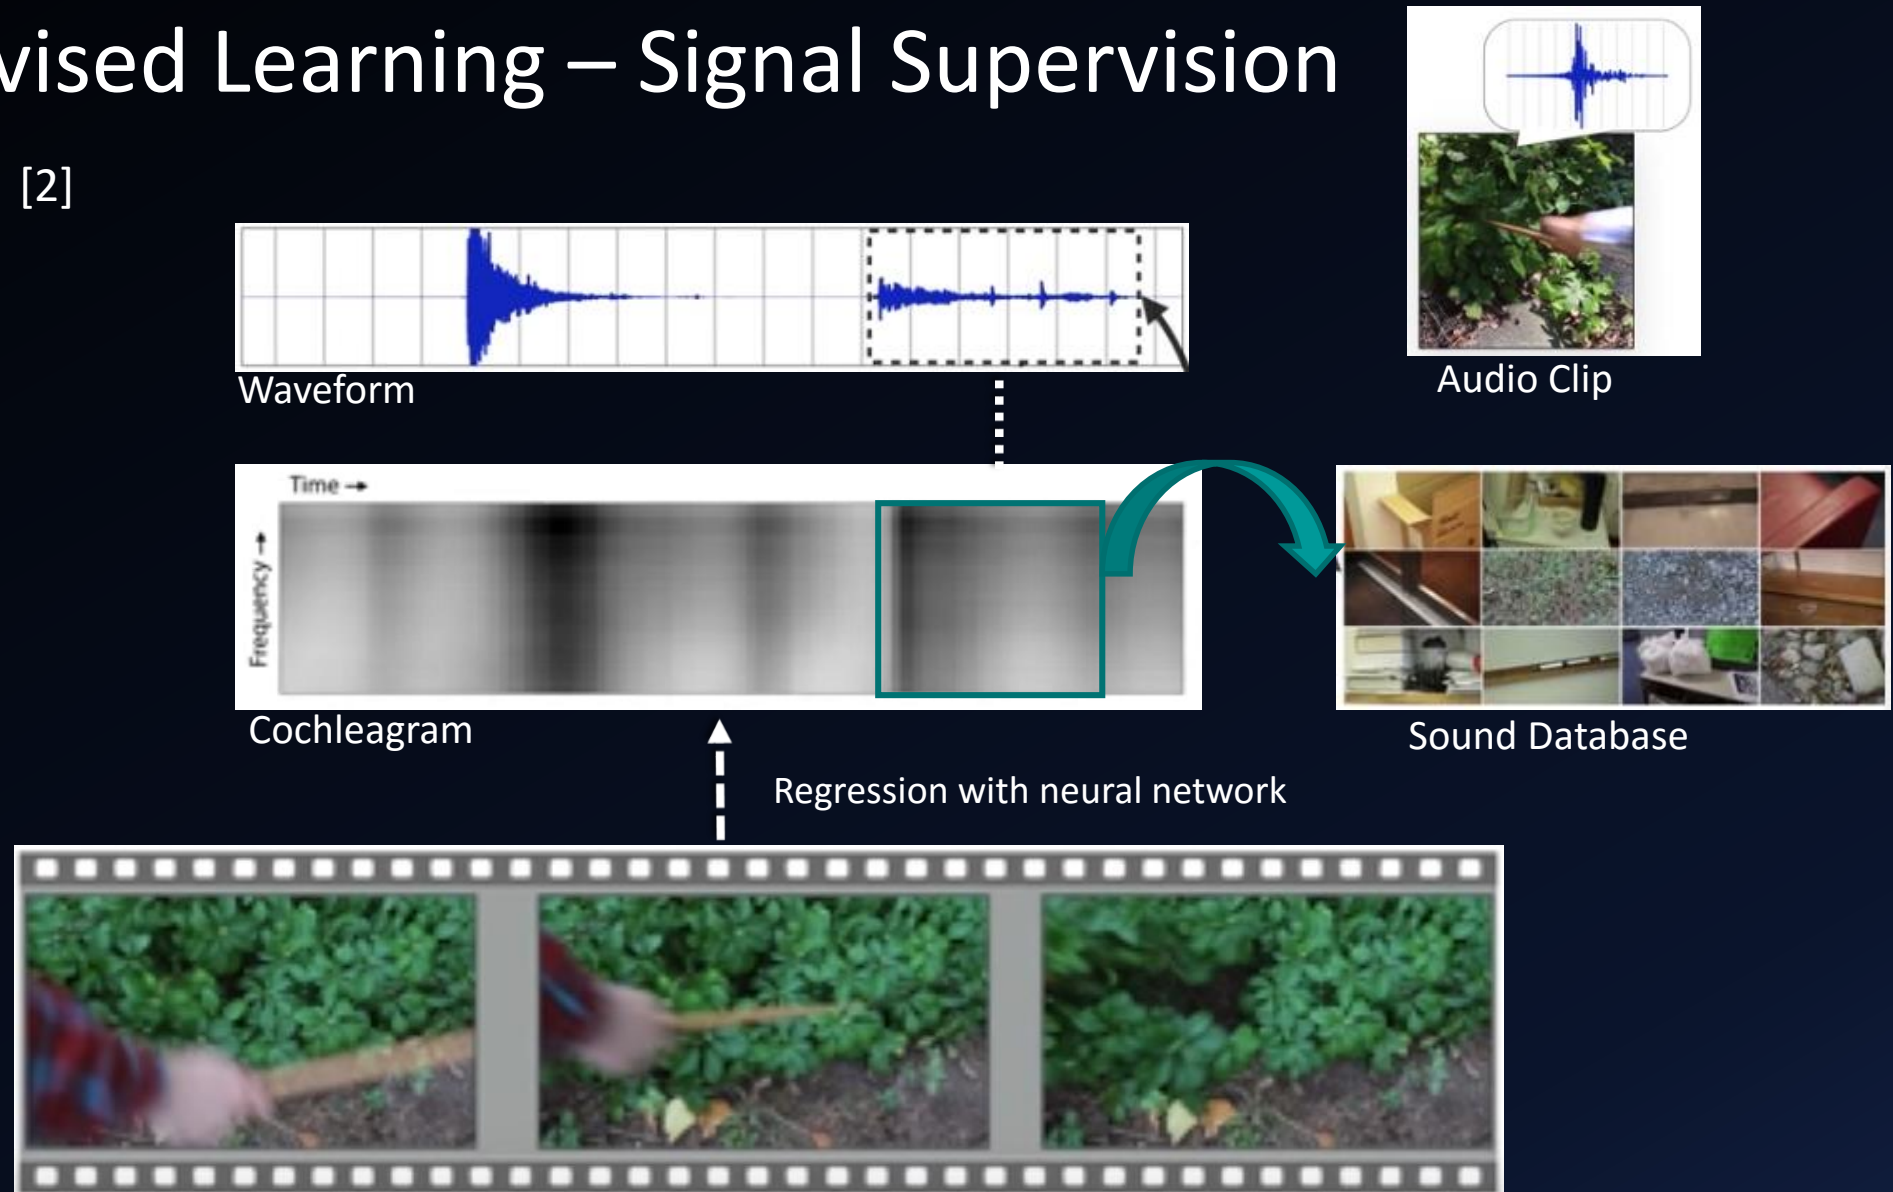 vised Learning – Signal Supervision
[2]
Waveform
Audio Clip
Time →
Frequency →
Cochleagram
Sound Database
Regression with neural network